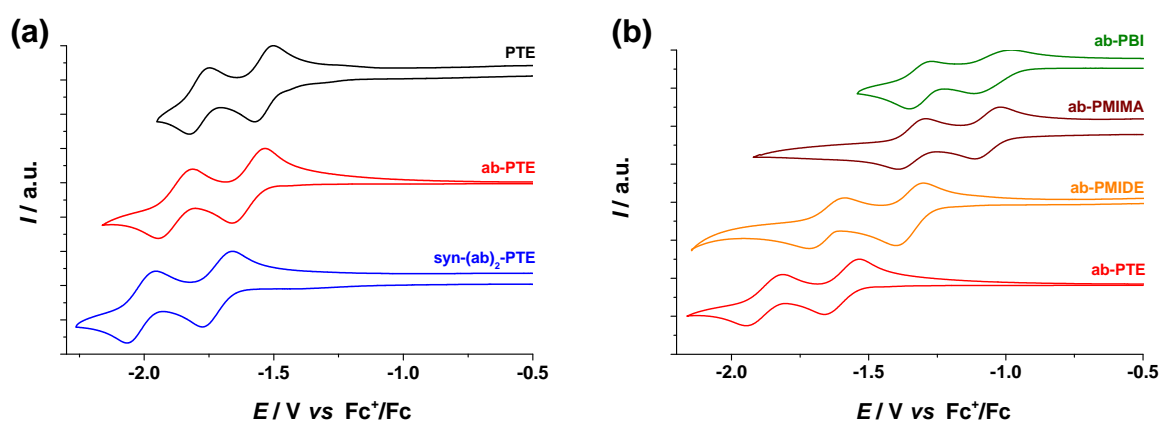 (a)
PTE
ab-PTE
syn-(ab)₂-PTE
I / a.u.
-2.0 -1.5 -1.0 -0.5
E / V vs Fc⁺/Fc
(b)
ab-PBI
ab-PMIMA
ab-PMIDE
ab-PTE
I / a.u.
-2.0 -1.5 -1.0 -0.5
E / V vs Fc⁺/Fc